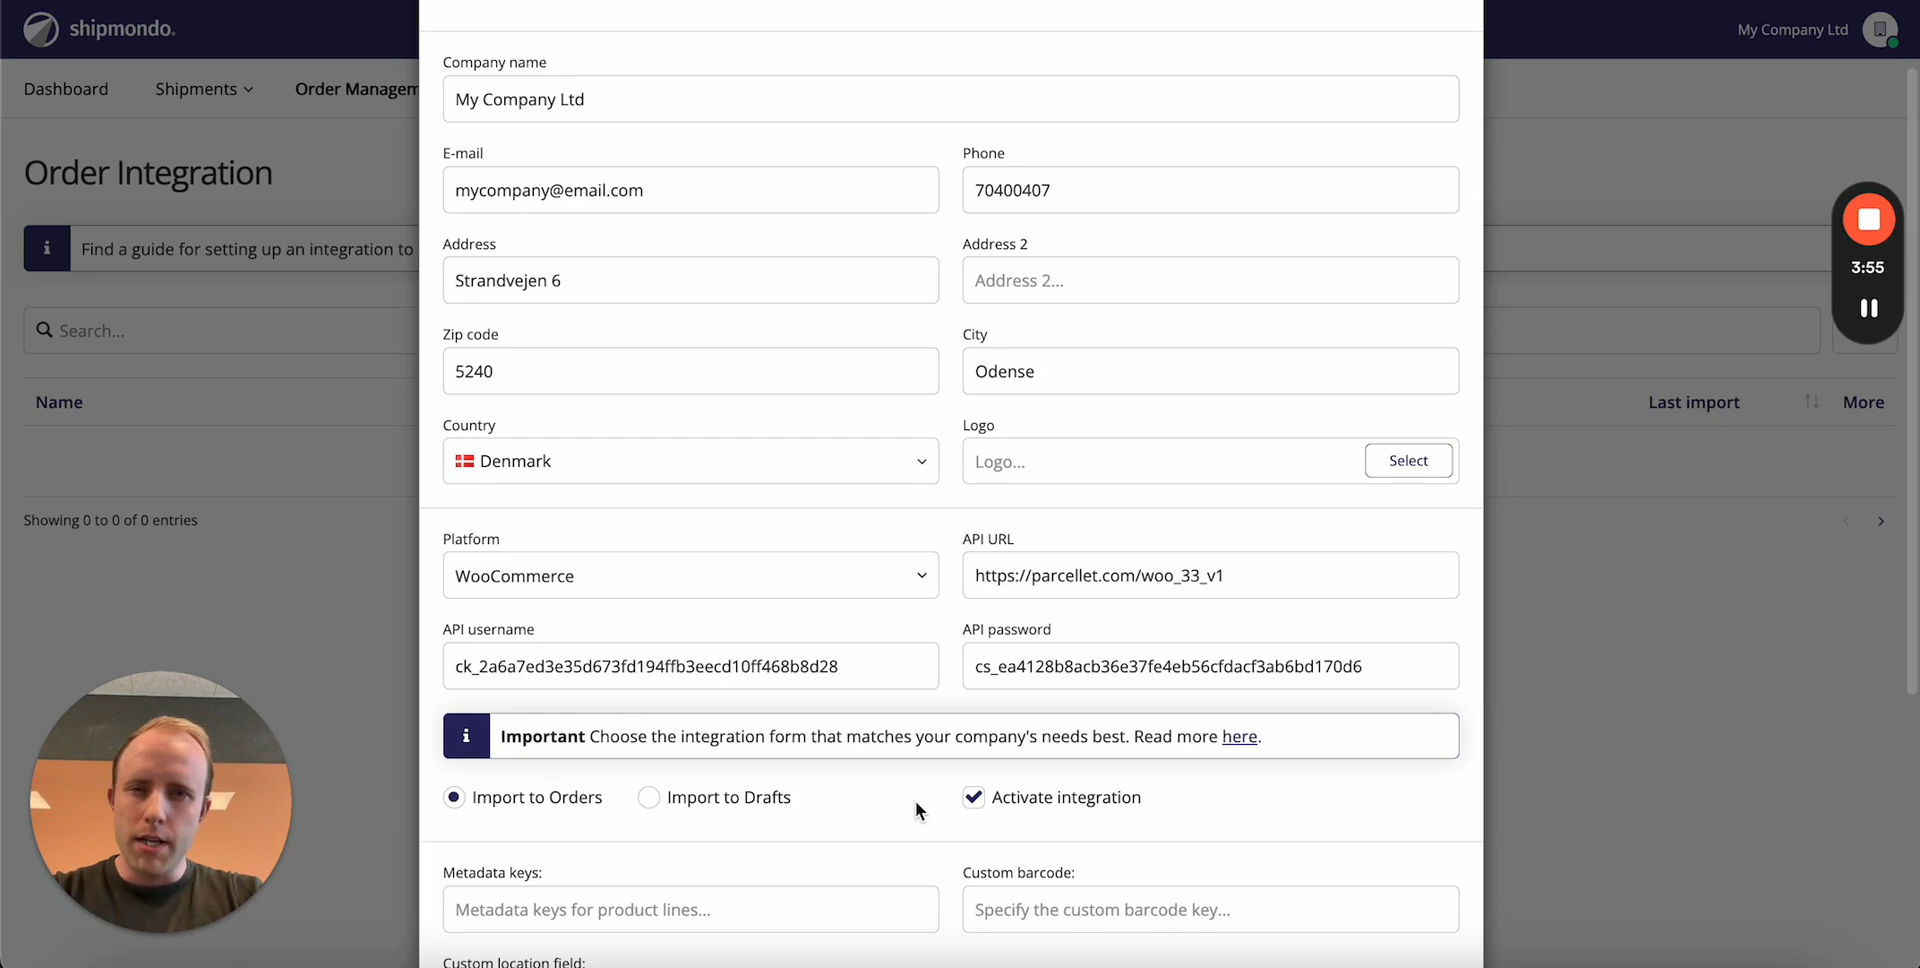 shipmondo.
My Company Ltd
Dashboard
Shipments
Order Managem
Order Integration
Find a guide for setting up an integration to
Search...
Name
Last import
More
Showing 0 to 0 of 0 entries
Company name
My Company Ltd
E-mail
Phone
mycompany@email.com
70400407
Address
Address 2
Strandvejen 6
Address 2...
Zip code
City
5240
Odense
Country
Logo
Denmark
Logo...
Select
Platform
API URL
WooCommerce
https://parcellet.com/woo_33_v1
API username
API password
ck_2a6a7ed3e35d673fd194ffb3eecd10ff468b8d28
cs_ea4128b8acb36e37fe4eb56cfdacf3ab6bd170d6
Important Choose the integration form that matches your company's needs best. Read more here.
Import to Orders
Import to Drafts
Activate integration
Metadata keys:
Custom barcode:
Metadata keys for product lines...
Specify the custom barcode key...
Custom location field:
3:55